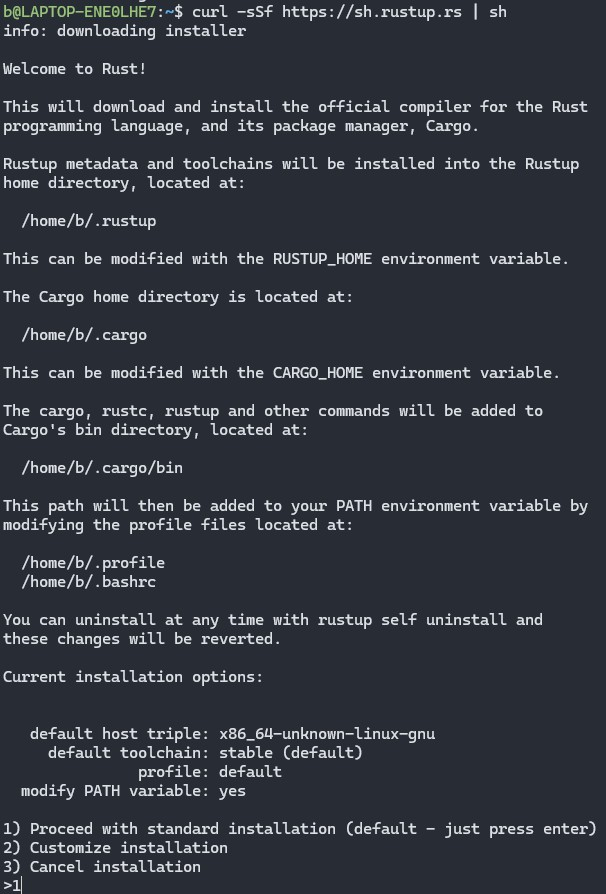 b@LAPTOP-ENE0LHE7:~$ curl -sSf https://sh.rustup.rs | sh
info: downloading installer
Welcome to Rust!
This will download and install the official compiler for the Rust
programming language, and its package manager, Cargo.
Rustup metadata and toolchains will be installed into the Rustup
home directory, located at:
/home/b/.rustup
This can be modified with the RUSTUP_HOME environment variable.
The Cargo home directory is located at:
/home/b/.cargo
This can be modified with the CARGO_HOME environment variable.
The cargo, rustc, rustup and other commands will be added to
Cargo's bin directory, located at:
/home/b/.cargo/bin
This path will then be added to your PATH environment variable by
modifying the profile files located at:
/home/b/.profile
/home/b/.bashrc
You can uninstall at any time with rustup self uninstall and
these changes will be reverted.
Current installation options:
default host triple: x86_64-unknown-linux-gnu
default toolchain: stable (default)
profile: default
modify PATH variable: yes
1) Proceed with standard installation (default - just press enter)
2) Customize installation
3) Cancel installation
>1